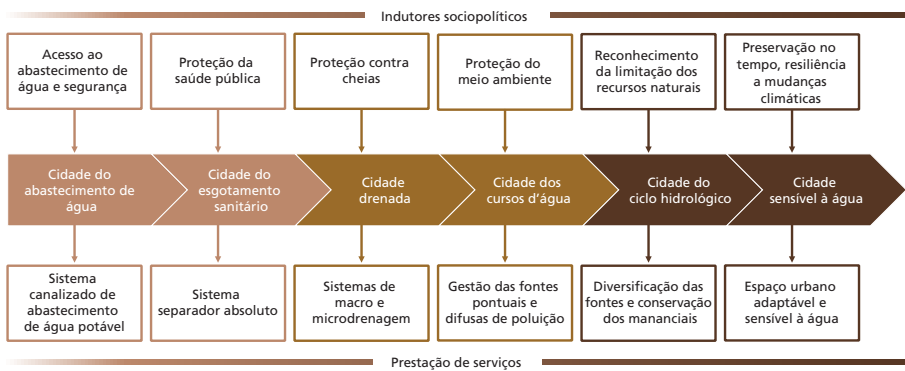 Indutores sociopolíticos
Acesso ao
abastecimento de
água e segurança
Proteção da
saúde pública
Proteção contra
cheias
Proteção do
meio ambiente
Reconhecimento
da limitação dos
recursos naturais
Preservação no
tempo, resiliência
a mudanças
climáticas
Cidade do
abastecimento de
água
Cidade do
esgotamento
sanitário
Cidade
drenada
Cidade dos
cursos d’água
Cidade do
ciclo hidrológico
Cidade
sensível à água
Sistema
canalizado de
abastecimento
de água potável
Sistema
separador absoluto
Sistemas de
macro e
microdrenagem
Gestão das fontes
pontuais e
difusas de poluição
Diversificação das
fontes e conservação
dos mananciais
Espaço urbano
adaptável e
sensível à água
Prestação de serviços